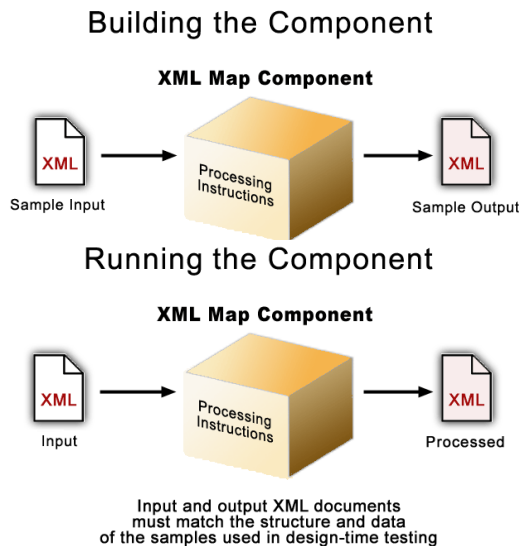 Building the Component
XML Map Component
XML
Processing
Instructions
XML
Sample Input
Sample Output
Running the Component
XML Map Component
XML
Processing
Instructions
XML
Input
Processed
Input and output XML documents
must match the structure and data
of the samples used in design-time testing